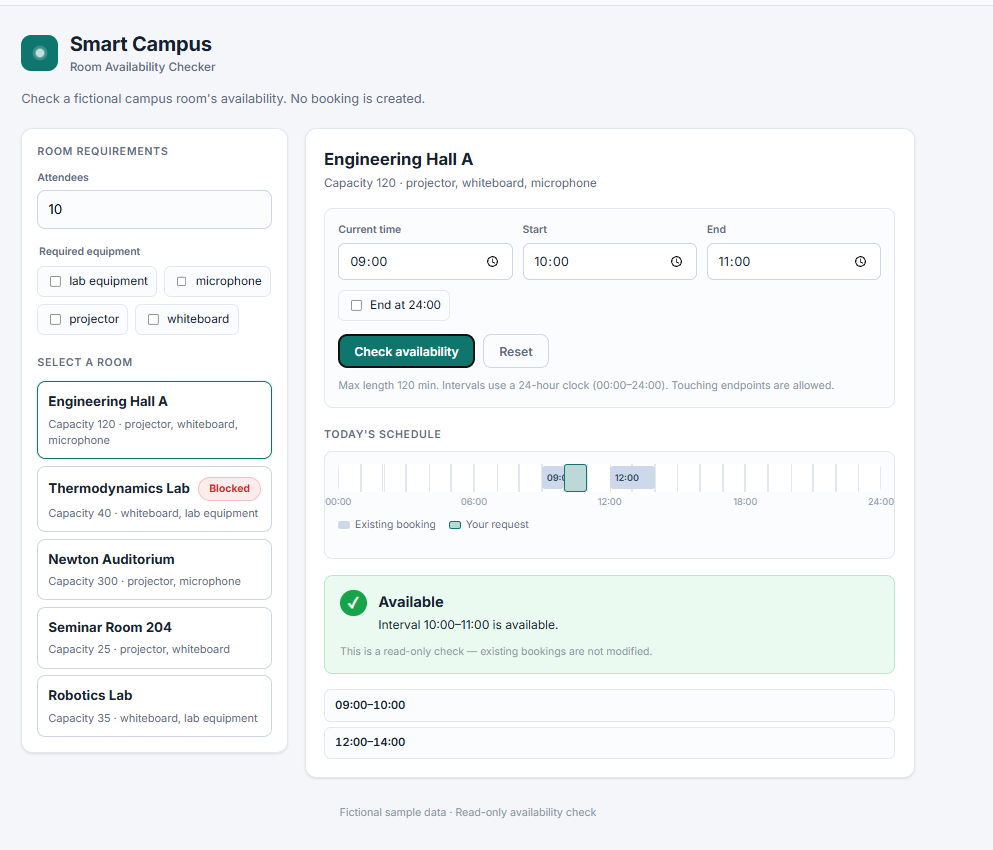 Smart Campus
Room Availability Checker
Check a fictional campus room's availability. No booking is created.
ROOM REQUIREMENTS
Attendees
10
Required equipment
lab equipment
microphone
projector
whiteboard
SELECT A ROOM
Engineering Hall A
Capacity 120 · projector, whiteboard,
microphone
Thermodynamics Lab
Blocked
Capacity 40 · whiteboard, lab equipment
Newton Auditorium
Capacity 300 · projector, microphone
Seminar Room 204
Capacity 25 · projector, whiteboard
Robotics Lab
Capacity 35 · whiteboard, lab equipment
Engineering Hall A
Capacity 120 · projector, whiteboard, microphone
Current time
Start
End
09:00
10:00
11:00
End at 24:00
Check availability
Reset
Max length 120 min. Intervals use a 24-hour clock (00:00–24:00). Touching endpoints are allowed.
TODAY'S SCHEDULE
12:00
00:00
06:00
12:00
18:00
24:00
Existing booking
Your request
Available
Interval 10:00–11:00 is available.
This is a read-only check — existing bookings are not modified.
09:00–10:00
12:00–14:00
Fictional sample data · Read-only availability check